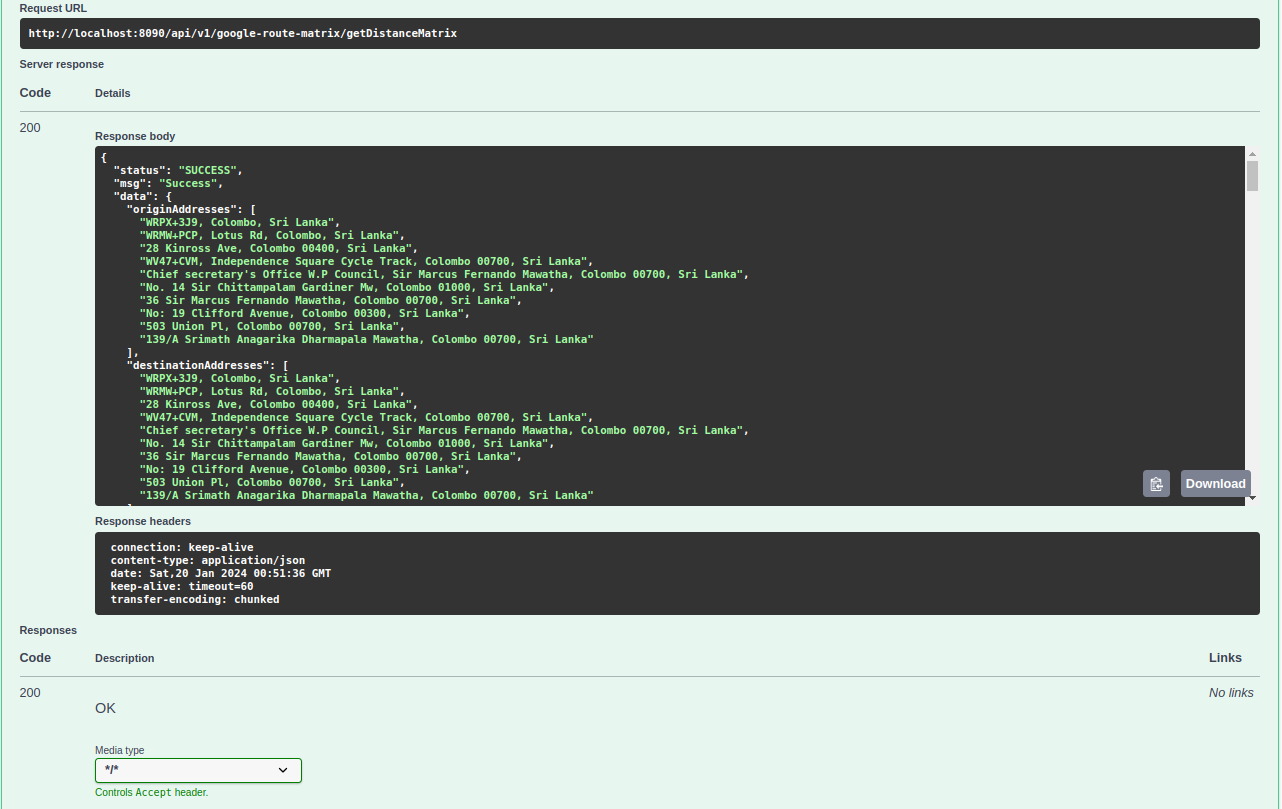 Request URL
http://localhost:8090/api/v1/google-route-matrix/getDistanceMatrix
Server response
Code Details
200
Response body
{
"status": "SUCCESS",
"msg": "Success",
"data": {
"originAddresses": [
"WRPX+3J9, Colombo, Sri Lanka",
"WRMW+PCP, Lotus Rd, Colombo, Sri Lanka",
"28 Kinross Ave, Colombo 00400, Sri Lanka",
"WV47+CVM, Independence Square Cycle Track, Colombo 00700, Sri Lanka",
"Chief secretary's Office W.P Council, Sir Marcus Fernando Mawatha, Colombo 00700, Sri Lanka",
"No. 14 Sir Chittampalam Gardiner Mw, Colombo 01000, Sri Lanka",
"36 Sir Marcus Fernando Mawatha, Colombo 00700, Sri Lanka",
"No: 19 Clifford Avenue, Colombo 00300, Sri Lanka",
"503 Union Pl, Colombo 00700, Sri Lanka",
"139/A Srimath Anagarika Dharmapala Mawatha, Colombo 00700, Sri Lanka"
],
"destinationAddresses": [
"WRPX+3J9, Colombo, Sri Lanka",
"WRMW+PCP, Lotus Rd, Colombo, Sri Lanka",
"28 Kinross Ave, Colombo 00400, Sri Lanka",
"WV47+CVM, Independence Square Cycle Track, Colombo 00700, Sri Lanka",
"Chief secretary's Office W.P Council, Sir Marcus Fernando Mawatha, Colombo 00700, Sri Lanka",
"No. 14 Sir Chittampalam Gardiner Mw, Colombo 01000, Sri Lanka",
"36 Sir Marcus Fernando Mawatha, Colombo 00700, Sri Lanka",
"No: 19 Clifford Avenue, Colombo 00300, Sri Lanka",
"503 Union Pl, Colombo 00700, Sri Lanka",
"139/A Srimath Anagarika Dharmapala Mawatha, Colombo 00700, Sri Lanka"
Download
Response headers
connection: keep-alive
content-type: application/json
date: Sat,20 Jan 2024 00:51:36 GMT
keep-alive: timeout=60
transfer-encoding: chunked
Responses
Code Description Links
200 No links
OK
Media type
*/*
Controls Accept header.